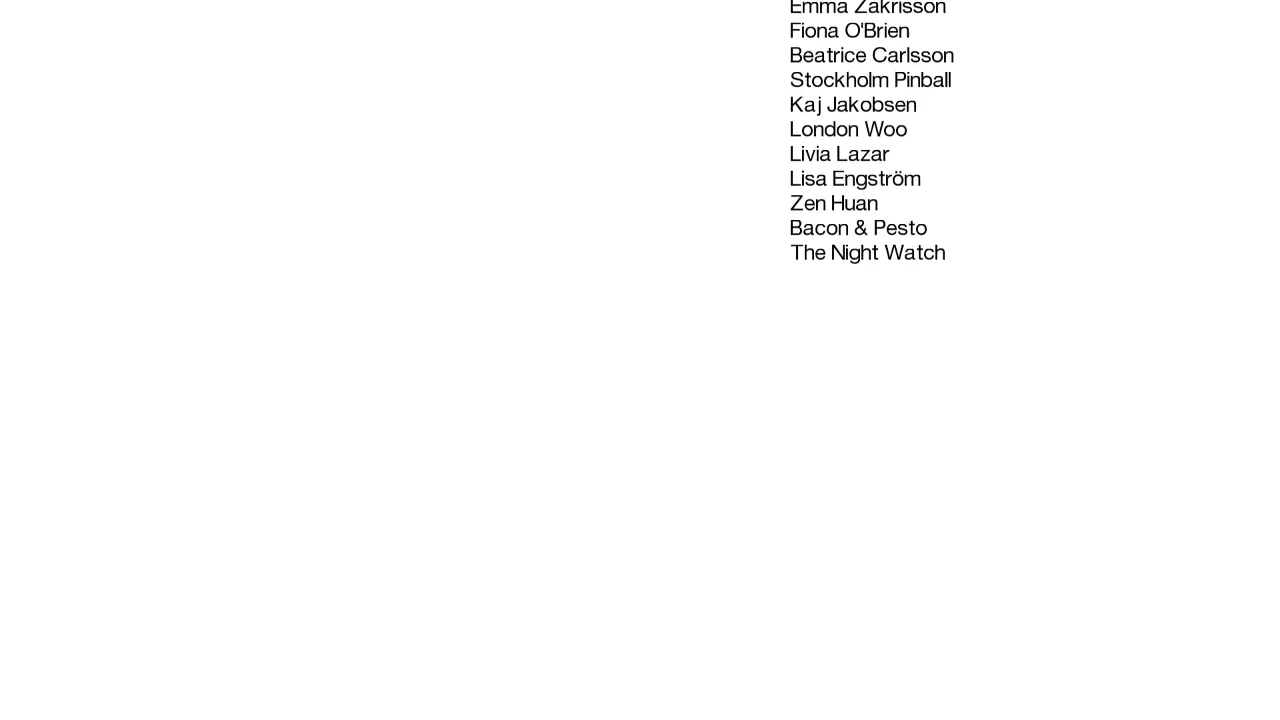 Emma Zakrisson
Fiona O'Brien
Beatrice Carlsson
Stockholm Pinball
Kaj Jakobsen
London Woo
Livia Lazar
Lisa Engström
Zen Huan
Bacon & Pesto
The Night Watch